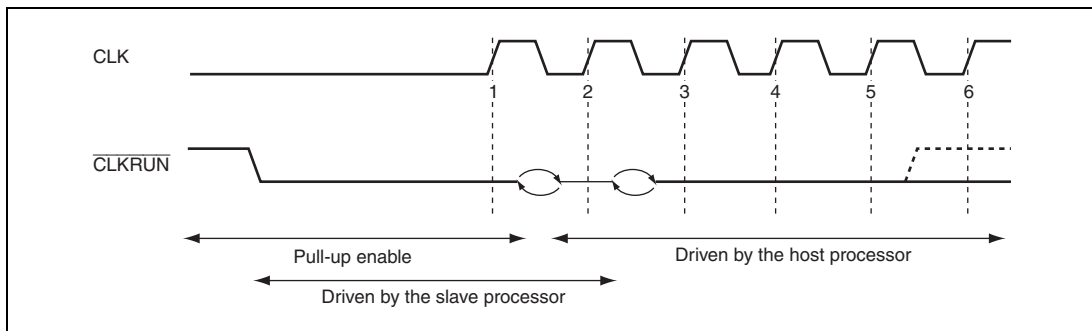 CLK
1 2 3 4 5 6
CLKRUN
Pull-up enable
Driven by the host processor
Driven by the slave processor